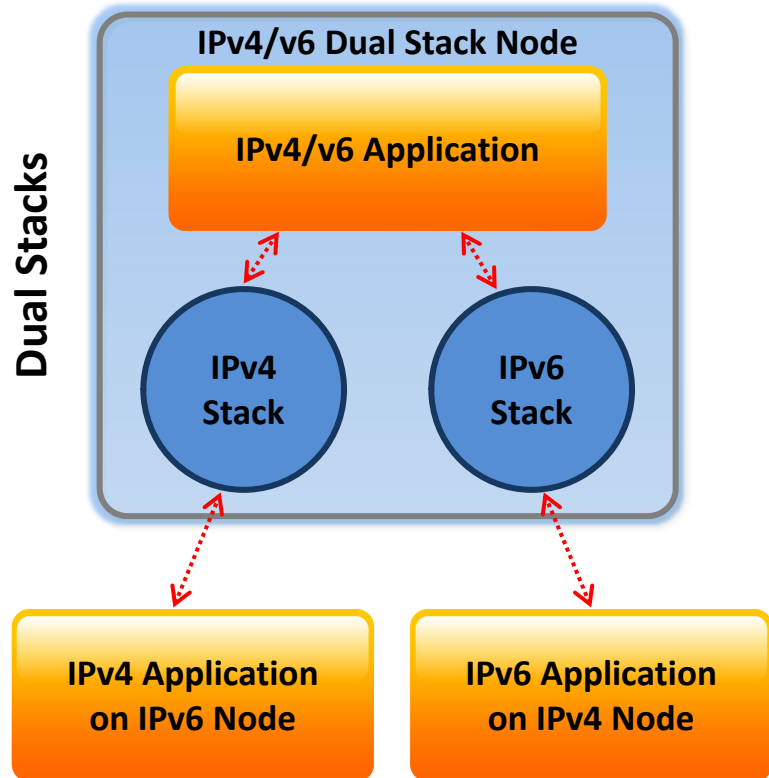 Dual Stacks
IPv4/v6 Dual Stack Node
IPv4/v6 Application
IPv4
Stack
IPv6
Stack
IPv4 Application
on IPv6 Node
IPv6 Application
on IPv4 Node